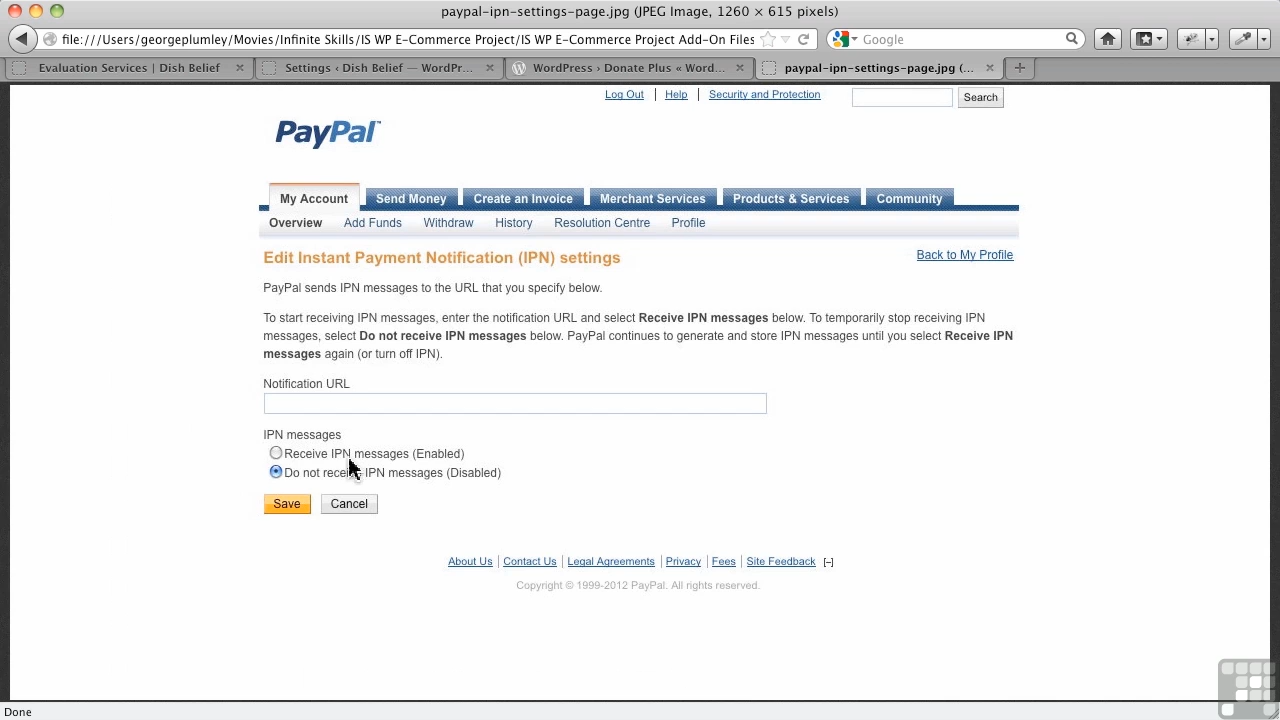 paypal-ipn-settings-page.jpg (JPEG Image, 1260 × 615 pixels)
file:///Users/georgeplumley/Movies/Infinite Skills/IS WP E-Commerce Project/IS WP E-Commerce Project Add-On Files
Google
Evaluation Services | Dish Belief
Settings ‹ Dish Belief — WordPr...
WordPress › Donate Plus « Word...
paypal-ipn-settings-page.jpg (...
Log Out | Help | Security and Protection
Search
PayPal™
My Account Send Money Create an Invoice Merchant Services Products & Services Community
Overview Add Funds Withdraw History Resolution Centre Profile
Edit Instant Payment Notification (IPN) settings
Back to My Profile
PayPal sends IPN messages to the URL that you specify below.
To start receiving IPN messages, enter the notification URL and select Receive IPN messages below. To temporarily stop receiving IPN
messages, select Do not receive IPN messages below. PayPal continues to generate and store IPN messages until you select Receive IPN
messages again (or turn off IPN).
Notification URL
IPN messages
Receive IPN messages (Enabled)
Do not receive IPN messages (Disabled)
Save Cancel
About Us | Contact Us | Legal Agreements | Privacy | Fees | Site Feedback [–]
Copyright © 1999-2012 PayPal. All rights reserved.
Done